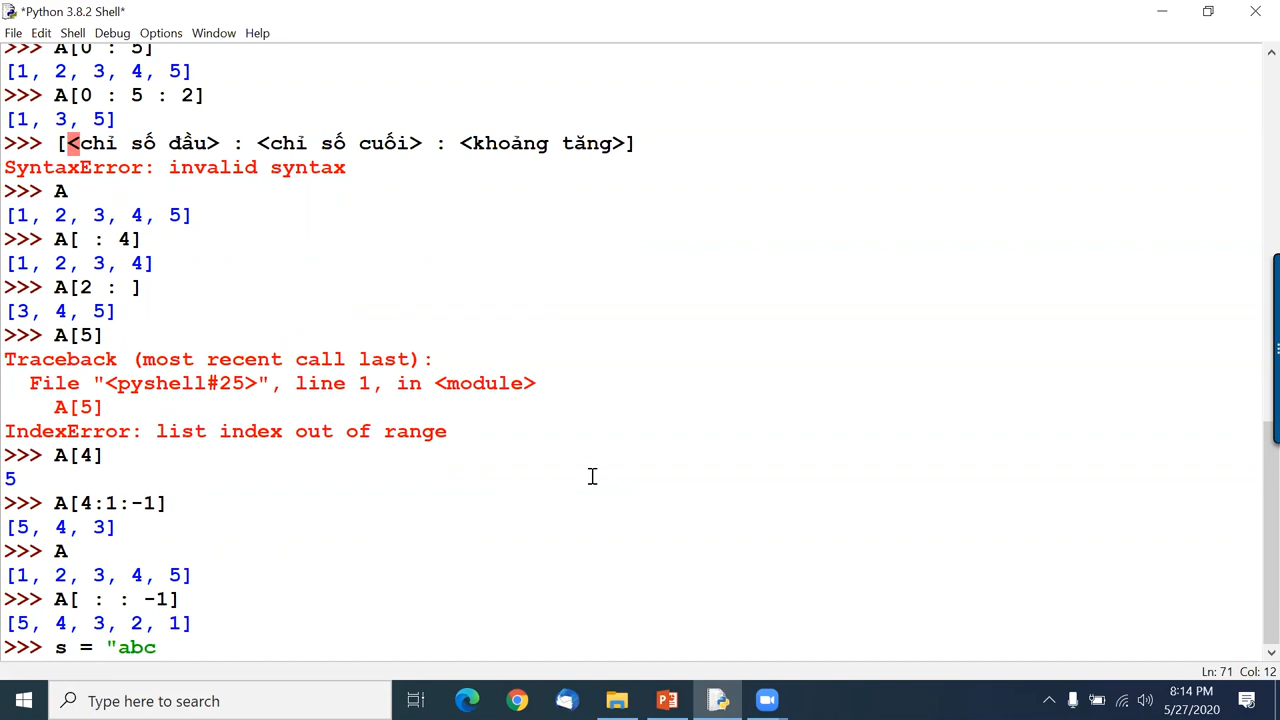 *Python 3.8.2 Shell*
File Edit Shell Debug Options Window Help
>>> A[0 : 5]
[1, 2, 3, 4, 5]
>>> A[0 : 5 : 2]
[1, 3, 5]
>>> [<chỉ số đầu> : <chỉ số cuối> : <khoảng tăng>]
SyntaxError: invalid syntax
>>> A
[1, 2, 3, 4, 5]
>>> A[ : 4]
[1, 2, 3, 4]
>>> A[2 : ]
[3, 4, 5]
>>> A[5]
Traceback (most recent call last):
  File "<pyshell#25>", line 1, in <module>
    A[5]
IndexError: list index out of range
>>> A[4]
5
>>> A[4:1:-1]
[5, 4, 3]
>>> A
[1, 2, 3, 4, 5]
>>> A[ : : -1]
[5, 4, 3, 2, 1]
>>> s = "abc
Ln: 71 Col: 12
Type here to search
8:14 PM
5/27/2020